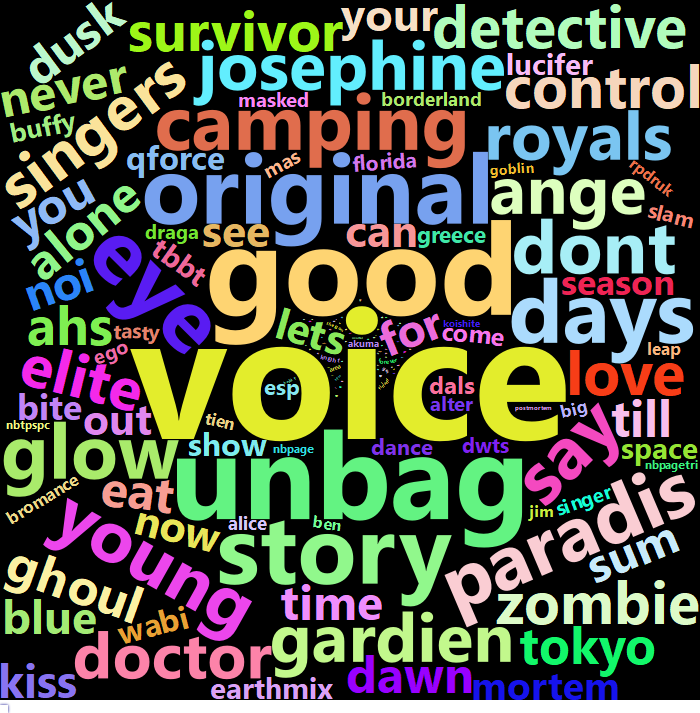 dusk
survivor
your
detective
never
josephine
lucifer
control
buffy
singers
masked
borderland
camping
royals
qforce
mas
florida
goblin
rpdruk
you
original
ange
slam
alone
draga
see
can
greece
dont
tbbt
eye
good
noi
season
days
ahs
tasty
lets
for
come
koishite
akuma
leap
ego
voice
elite
esp
dals
love
bite
out
alter
postmortem
big
till
nbtpspc
tien
say
glow
show
nbpage
dance
dwts
space
unbag
nbpagetri
bromance
eat
singer
jim
now
alice
ben
paradis
young
story
sum
ghoul
time
zombie
blue
wabi
gardien
tokyo
doctor
kiss
earthmix
dawn
mortem